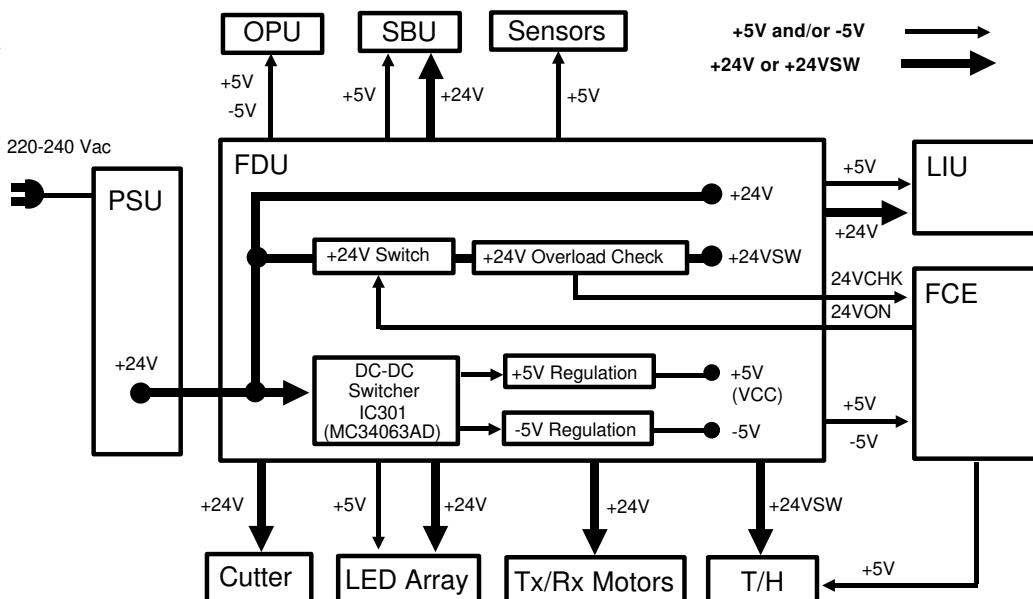 OPU
SBU
Sensors
+5V and/or -5V
+24V or +24VSW
+5V
-5V
+5V
+24V
+5V
220-240 Vac
PSU
+24V
FDU
+24V
+24V Switch
+24V Overload Check
+24VSW
DC-DC
Switcher
IC301
(MC34063AD)
+5V Regulation
+5V
(VCC)
-5V Regulation
-5V
+5V
+24V
LIU
24VCHK
24VON
FCE
+5V
-5V
+24V
+5V
+24V
+24V
+24VSW
+5V
Cutter
LED Array
Tx/Rx Motors
T/H